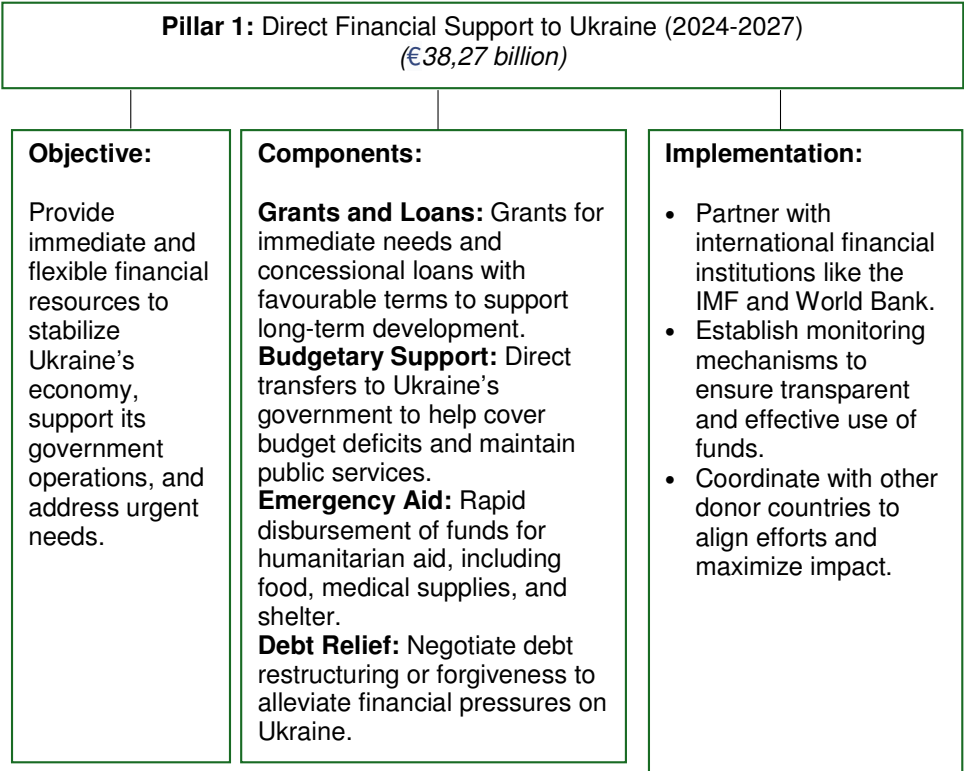 Pillar 1: Direct Financial Support to Ukraine (2024-2027)
(€38,27 billion)
Objective:
Provide
immediate and
flexible financial
resources to
stabilize
Ukraine’s
economy,
support its
government
operations, and
address urgent
needs.
Components:
Grants and Loans: Grants for
immediate needs and
concessional loans with
favourable terms to support
long-term development.
Budgetary Support: Direct
transfers to Ukraine’s
government to help cover
budget deficits and maintain
public services.
Emergency Aid: Rapid
disbursement of funds for
humanitarian aid, including
food, medical supplies, and
shelter.
Debt Relief: Negotiate debt
restructuring or forgiveness to
alleviate financial pressures on
Ukraine.
Implementation:
• Partner with
international financial
institutions like the
IMF and World Bank.
• Establish monitoring
mechanisms to
ensure transparent
and effective use of
funds.
• Coordinate with other
donor countries to
align efforts and
maximize impact.